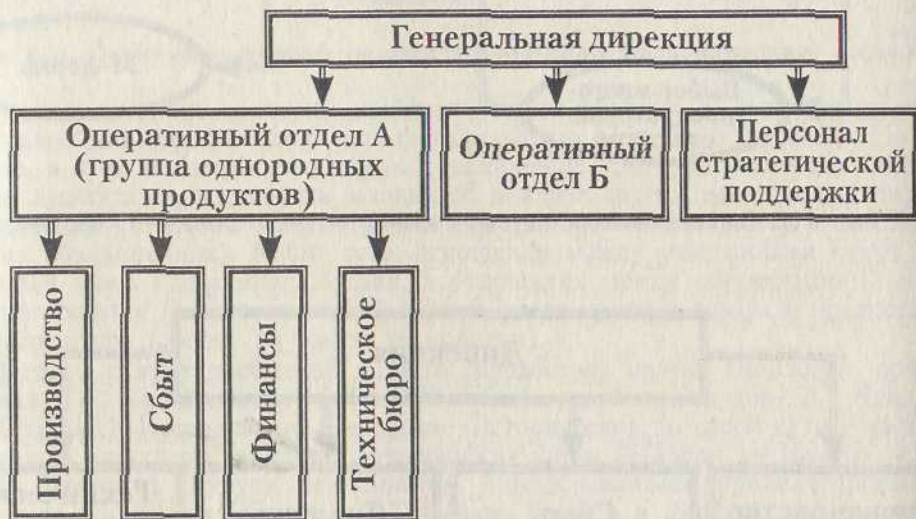 Генеральная дирекция
Оперативный отдел А
(группа однородных
продуктов)
Оперативный
отдел Б
Персонал
стратегической
поддержки
Производство
Сбыт
Финансы
Техническое
бюро